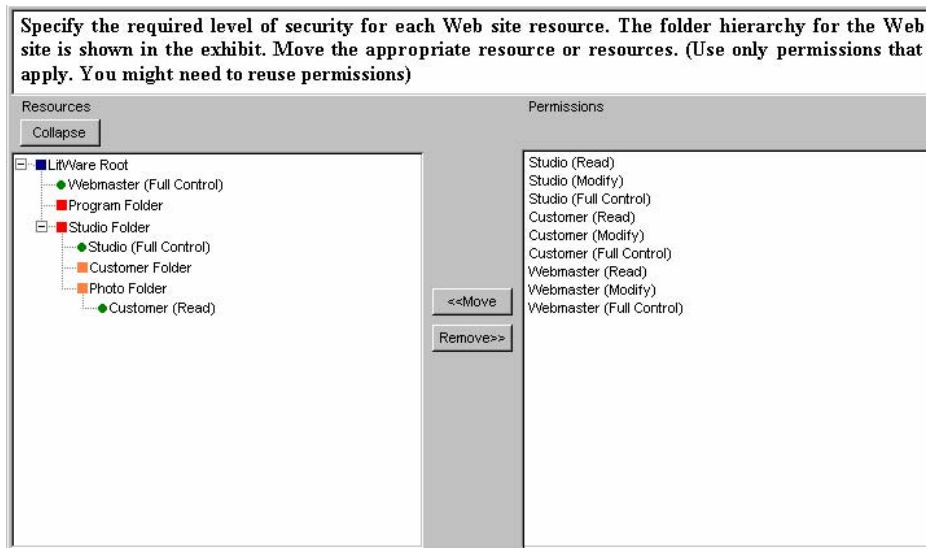 Specify the required level of security for each Web site resource. The folder hierarchy for the Web
site is shown in the exhibit. Move the appropriate resource or resources. (Use only permissions that
apply. You might need to reuse permissions)
Resources
Permissions
Collapse
LitWare Root
Webmaster (Full Control)
Program Folder
Studio Folder
Studio (Full Control)
Customer Folder
Photo Folder
Customer (Read)
<<Move
Remove>>
Studio (Read)
Studio (Modify)
Studio (Full Control)
Customer (Read)
Customer (Modify)
Customer (Full Control)
Webmaster (Read)
Webmaster (Modify)
Webmaster (Full Control)